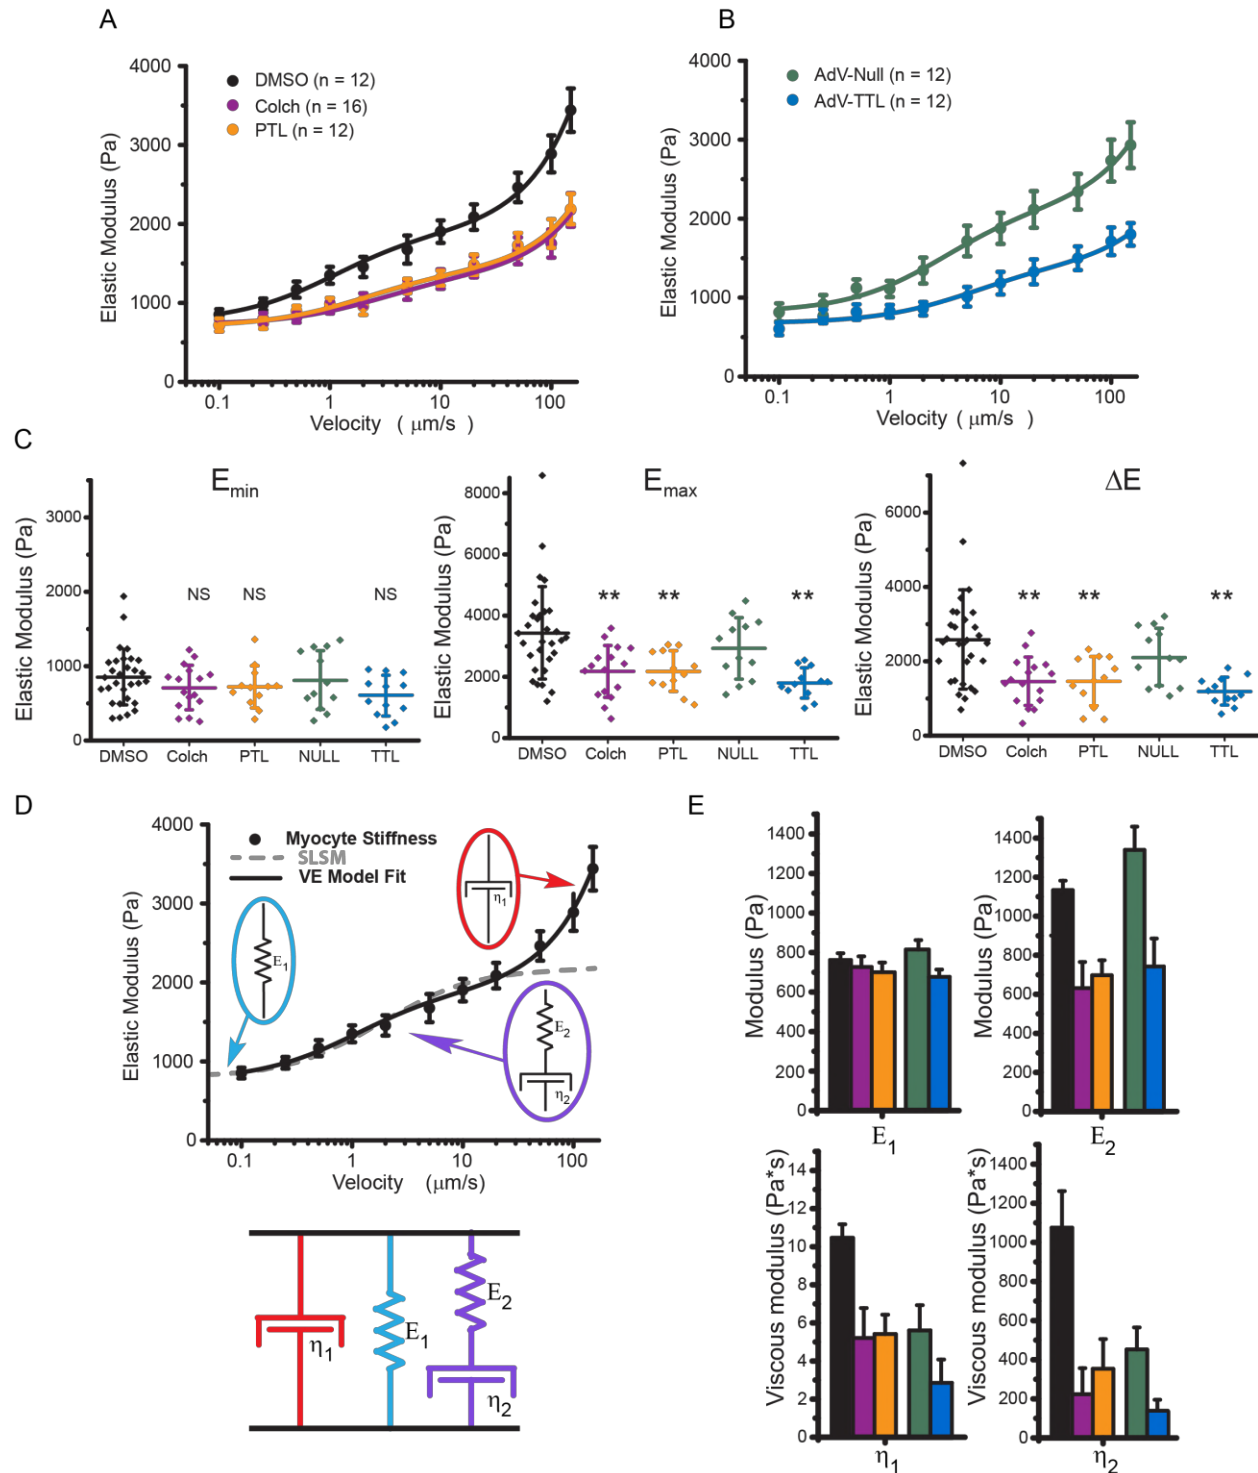 A
Elastic Modulus (Pa)
4000
3000
2000
1000
0
DMSO (n = 12)
Colch (n = 16)
PTL (n = 12)
0.1
1
10
100
Velocity ( μm/s )
B
Elastic Modulus (Pa)
4000
3000
2000
1000
0
AdV-Null (n = 12)
AdV-TTL (n = 12)
0.1
1
10
100
Velocity ( μm/s )
C
Emin
Elastic Modulus (Pa)
3000
2000
1000
0
NS
NS
NS
DMSO
Colch
PTL
NULL
TTL
Emax
Elastic Modulus (Pa)
8000
6000
4000
2000
0
**
**
**
DMSO
Colch
PTL
NULL
TTL
ΔE
Elastic Modulus (Pa)
6000
4000
2000
0
**
**
**
DMSO
Colch
PTL
NULL
TTL
D
Elastic Modulus (Pa)
4000
3000
2000
1000
0
Myocyte Stiffness
SLSM
VE Model Fit
E1
η1
E2
η2
0.1
1
10
100
Velocity (μm/s)
η1
E1
E2
η2
E
Modulus (Pa)
1400
1200
1000
800
600
400
200
0
E1
Modulus (Pa)
1400
1200
1000
800
600
400
200
0
E2
Viscous modulus (Pa*s)
14
12
10
8
6
4
2
0
η1
Viscous modulus (Pa*s)
1400
1200
1000
800
600
400
200
0
η2